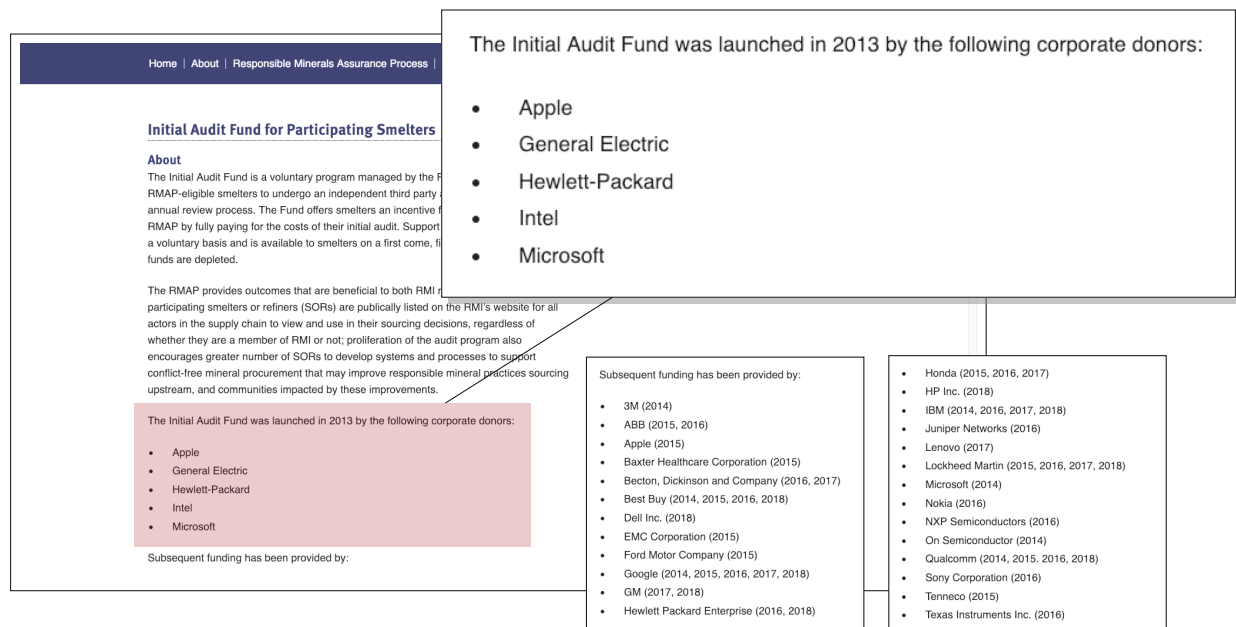 Home | About | Responsible Minerals Assurance Process |
Initial Audit Fund for Participating Smelters
About
The Initial Audit Fund is a voluntary program managed by the
RMAP-eligible smelters to undergo an independent third party
annual review process. The Fund offers smelters an incentive
RMAP by fully paying for the costs of their initial audit. Support
a voluntary basis and is available to smelters on a first come,
funds are depleted.
The RMAP provides outcomes that are beneficial to both RMI
participating smelters or refiners (SORs) are publically listed on the RMI's website for all
actors in the supply chain to view and use in their sourcing decisions, regardless of
whether they are a member of RMI or not; proliferation of the audit program also
encourages greater number of SORs to develop systems and processes to support
conflict-free mineral procurement that may improve responsible mineral practices sourcing
upstream, and communities impacted by these improvements.
The Initial Audit Fund was launched in 2013 by the following corporate donors:
• Apple
• General Electric
• Hewlett-Packard
• Intel
• Microsoft
Subsequent funding has been provided by:
The Initial Audit Fund was launched in 2013 by the following corporate donors:
• Apple
• General Electric
• Hewlett-Packard
• Intel
• Microsoft
Subsequent funding has been provided by:
• 3M (2014)
• ABB (2015, 2016)
• Apple (2015)
• Baxter Healthcare Corporation (2015)
• Becton, Dickinson and Company (2016, 2017)
• Best Buy (2014, 2015, 2016, 2018)
• Dell Inc. (2018)
• EMC Corporation (2015)
• Ford Motor Company (2015)
• Google (2014, 2015, 2016, 2017, 2018)
• GM (2017, 2018)
• Hewlett Packard Enterprise (2016, 2018)
• Honda (2015, 2016, 2017)
• HP Inc. (2018)
• IBM (2014, 2016, 2017, 2018)
• Juniper Networks (2016)
• Lenovo (2017)
• Lockheed Martin (2015, 2016, 2017, 2018)
• Microsoft (2014)
• Nokia (2016)
• NXP Semiconductors (2016)
• On Semiconductor (2014)
• Qualcomm (2014, 2015. 2016, 2018)
• Sony Corporation (2016)
• Tenneco (2015)
• Texas Instruments Inc. (2016)